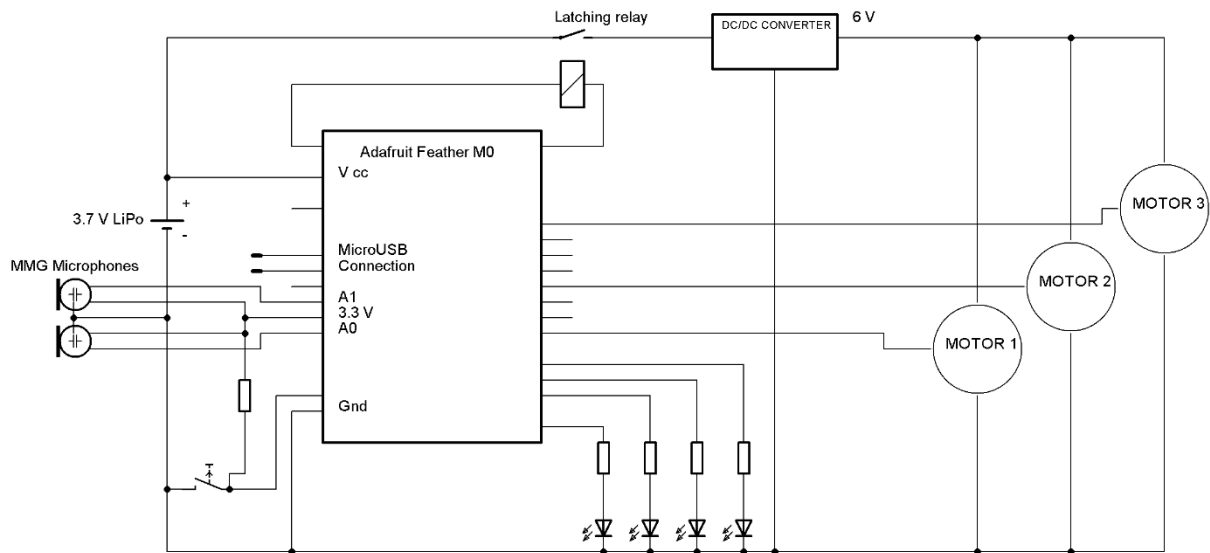 Latching relay
DC/DC CONVERTER
6 V
Adafruit Feather M0
V cc
3.7 V LiPo
+
-
MicroUSB
Connection
MMG Microphones
A1
3.3 V
A0
Gnd
MOTOR 3
MOTOR 2
MOTOR 1